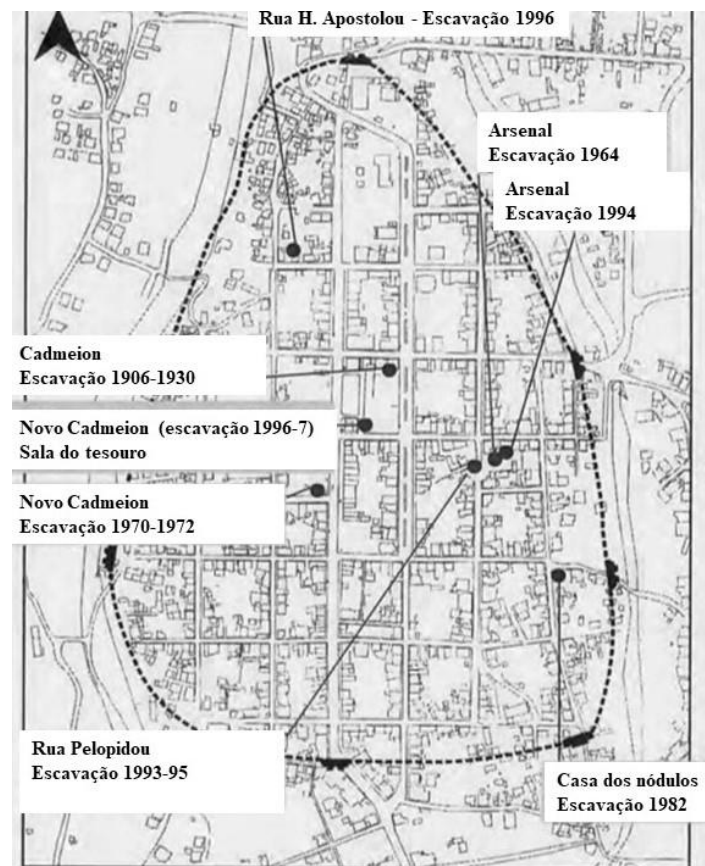 Rua H. Apostolou - Escavação 1996
Arsenal
Escavação 1964
Arsenal
Escavação 1994
Cadmeion
Escavação 1906-1930
Novo Cadmeion (escavação 1996-7)
Sala do tesouro
Novo Cadmeion
Escavação 1970-1972
Rua Pelopidou
Escavação 1993-95
Casa dos nódulos
Escavação 1982